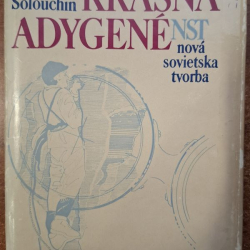 Solouchin KRÁSNA
ADYGENÉ NST
nová
sovietska
tvorba